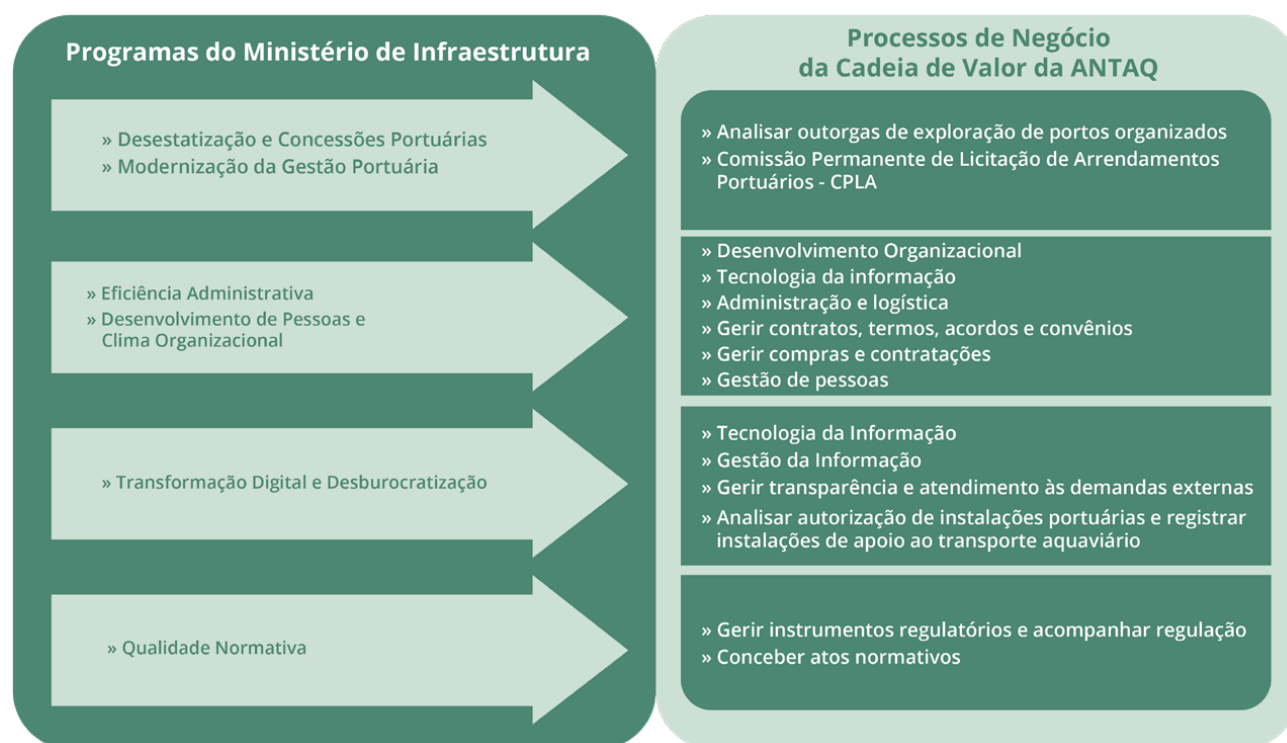 Programas do Ministério de Infraestrutura
» Desestatização e Concessões Portuárias
» Modernização da Gestão Portuária
» Eficiência Administrativa
» Desenvolvimento de Pessoas e
Clima Organizacional
» Transformação Digital e Desburocratização
» Qualidade Normativa
Processos de Negócio
da Cadeia de Valor da ANTAQ
» Analisar outorgas de exploração de portos organizados
» Comissão Permanente de Licitação de Arrendamentos
Portuários - CPLA
» Desenvolvimento Organizacional
» Tecnologia da informação
» Administração e logística
» Gerir contratos, termos, acordos e convênios
» Gerir compras e contratações
» Gestão de pessoas
» Tecnologia da Informação
» Gestão da Informação
» Gerir transparência e atendimento às demandas externas
» Analisar autorização de instalações portuárias e registrar
instalações de apoio ao transporte aquaviário
» Gerir instrumentos regulatórios e acompanhar regulação
» Conceber atos normativos